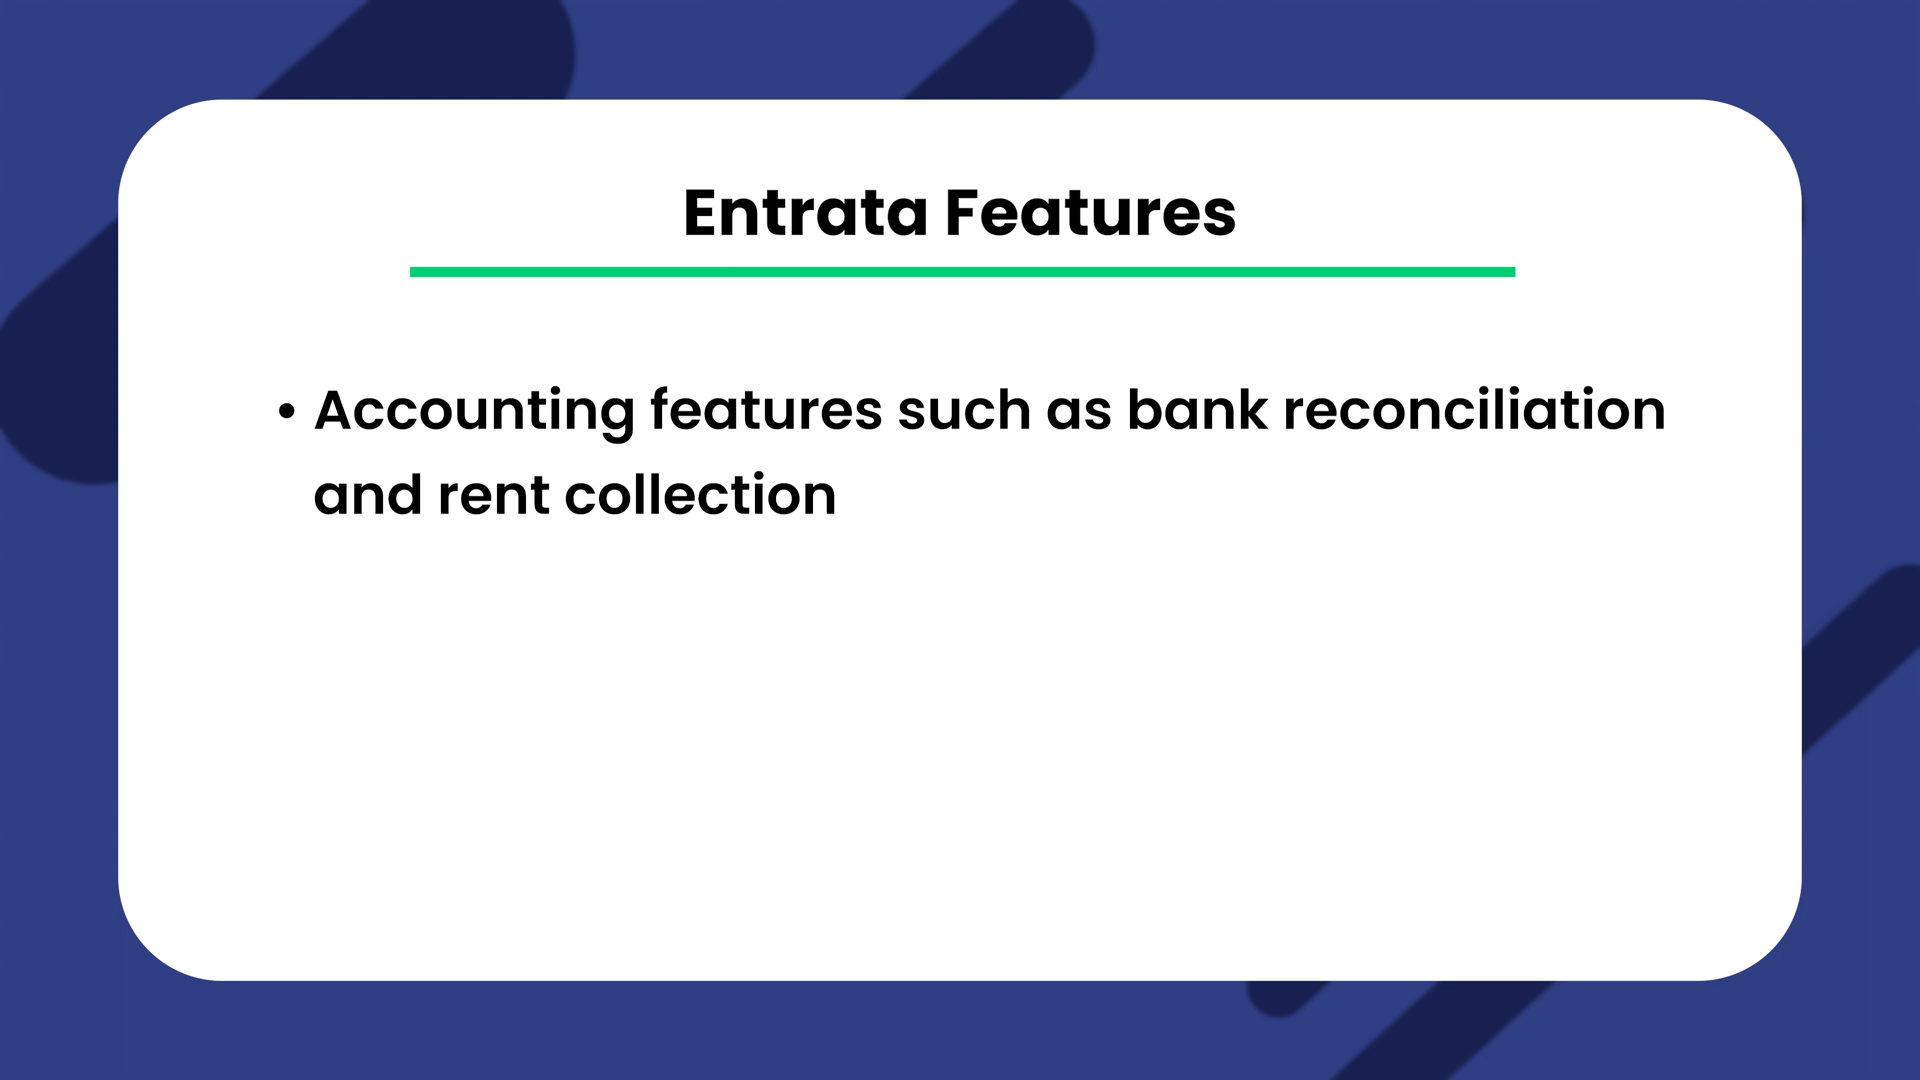 Entrata Features
• Accounting features such as bank reconciliation
and rent collection